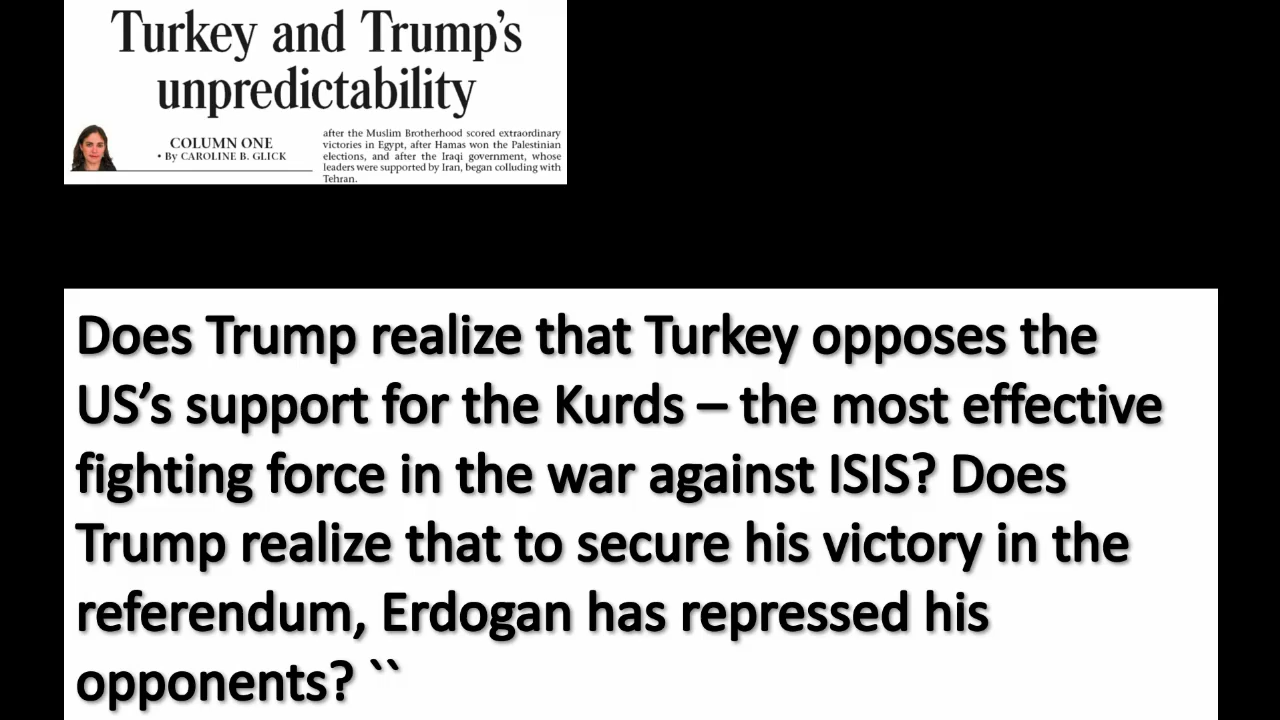 Turkey and Trump's
unpredictability
COLUMN ONE
• By CAROLINE B. GLICK
after the Muslim Brotherhood scored extraordinary
victories in Egypt, after Hamas won the Palestinian
elections, and after the Iraqi government, whose
leaders were supported by Iran, began colluding with
Tehran.
Does Trump realize that Turkey opposes the
US’s support for the Kurds – the most effective
fighting force in the war against ISIS? Does
Trump realize that to secure his victory in the
referendum, Erdogan has repressed his
opponents? ``